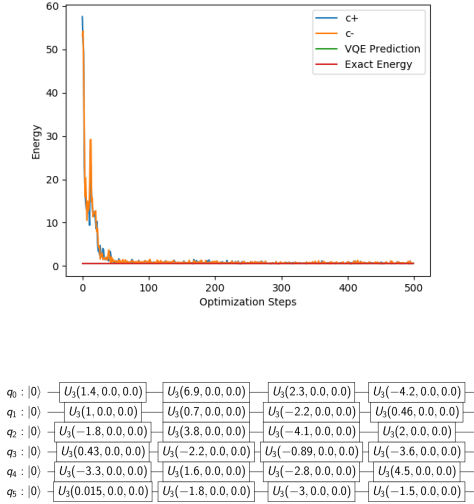 60
50
40
30
20
10
0
Energy
c+
c-
VQE Prediction
Exact Energy
0 100 200 300 400 500
Optimization Steps
q₀ : |0⟩ U₃(1.4, 0.0, 0.0) U₃(6.9, 0.0, 0.0) U₃(2.3, 0.0, 0.0) U₃(−4.2, 0.0, 0.0)
q₁ : |0⟩ U₃(1, 0.0, 0.0) U₃(0.7, 0.0, 0.0) U₃(−2.2, 0.0, 0.0) U₃(0.46, 0.0, 0.0)
q₂ : |0⟩ U₃(−1.8, 0.0, 0.0) U₃(3.8, 0.0, 0.0) U₃(−4.1, 0.0, 0.0) U₃(2, 0.0, 0.0)
q₃ : |0⟩ U₃(0.43, 0.0, 0.0) U₃(−2.2, 0.0, 0.0) U₃(−0.89, 0.0, 0.0) U₃(−3.6, 0.0, 0.0)
q₄ : |0⟩ U₃(−3.3, 0.0, 0.0) U₃(1.6, 0.0, 0.0) U₃(−2.8, 0.0, 0.0) U₃(4.5, 0.0, 0.0)
q₅ : |0⟩ U₃(0.015, 0.0, 0.0) U₃(−1.8, 0.0, 0.0) U₃(−3, 0.0, 0.0) U₃(−1.5, 0.0, 0.0)